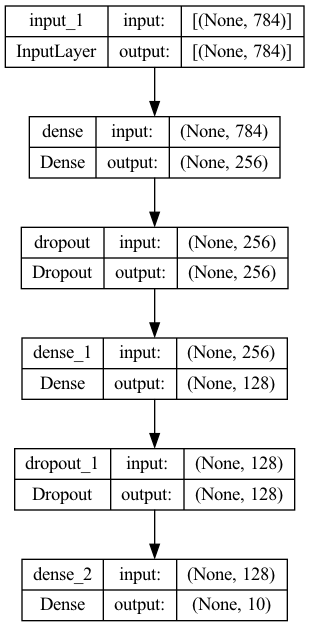 input_1 input: [(None, 784)]
InputLayer output: [(None, 784)]
dense input: (None, 784)
Dense output: (None, 256)
dropout input: (None, 256)
Dropout output: (None, 256)
dense_1 input: (None, 256)
Dense output: (None, 128)
dropout_1 input: (None, 128)
Dropout output: (None, 128)
dense_2 input: (None, 128)
Dense output: (None, 10)